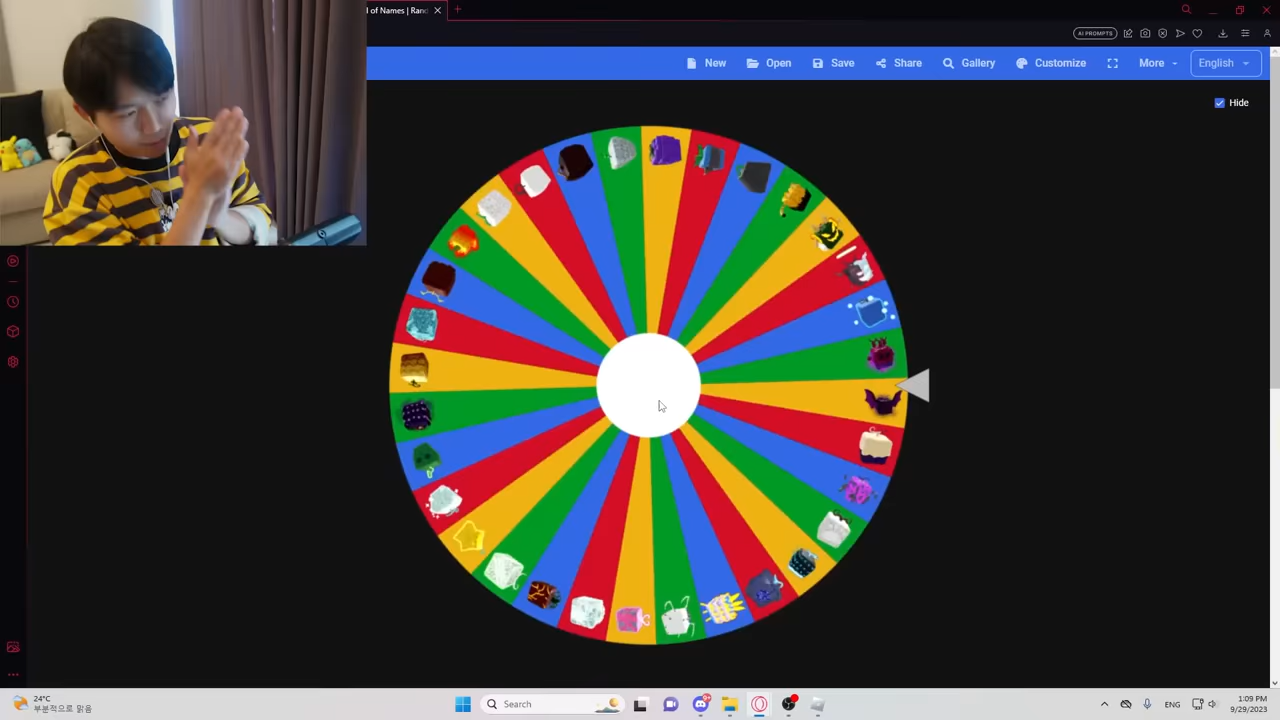 l of Names | Ran
AI PROMPTS
New
Open
Save
Share
Gallery
Customize
More
English
Hide
24°C
부분적으로 맑음
Search
ENG
1:09 PM
9/29/2023